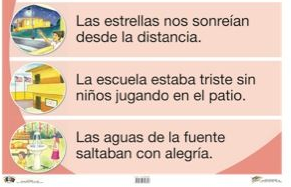 Las estrellas nos sonreían
desde la distancia.
La escuela estaba triste sin
niños jugando en el patio.
Las aguas de la fuente
saltaban con alegría.